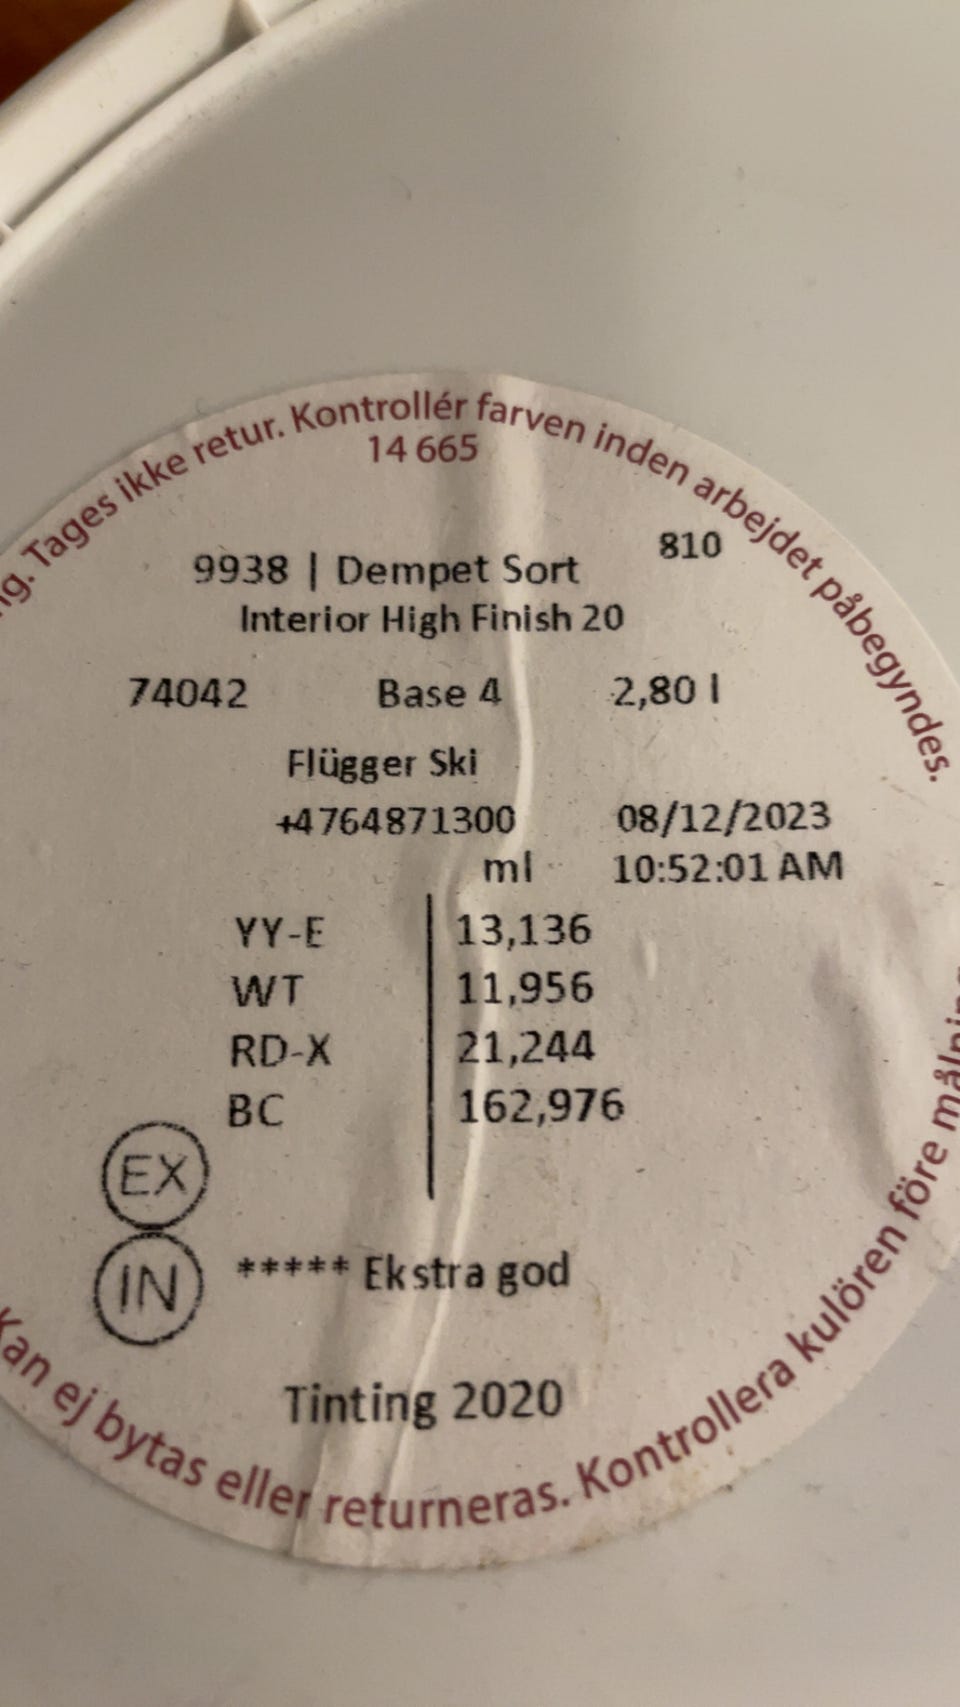 Tages ikke retur. Kontrollér farven inden arbejdet påbegyndes.
14 665
810
9938 | Dempet Sort
Interior High Finish 20
74042 Base 4 2,80 l
Flügger Ski
+4764871300 08/12/2023
ml 10:52:01 AM
YY-E 13,136
WT 11,956
RD-X 21,244
BC 162,976
EX
IN ***** Ekstra god
Tinting 2020
Kan ej bytas eller returneras. Kontrollera kulören före